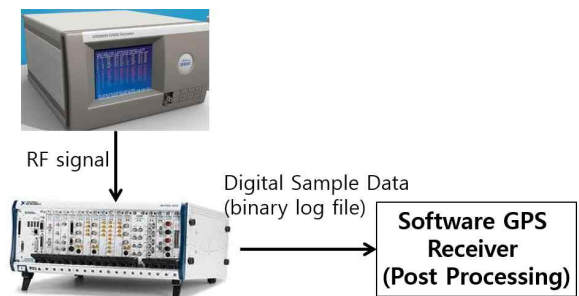 RF signal
Digital Sample Data
(binary log file)
Software GPS
Receiver
(Post Processing)